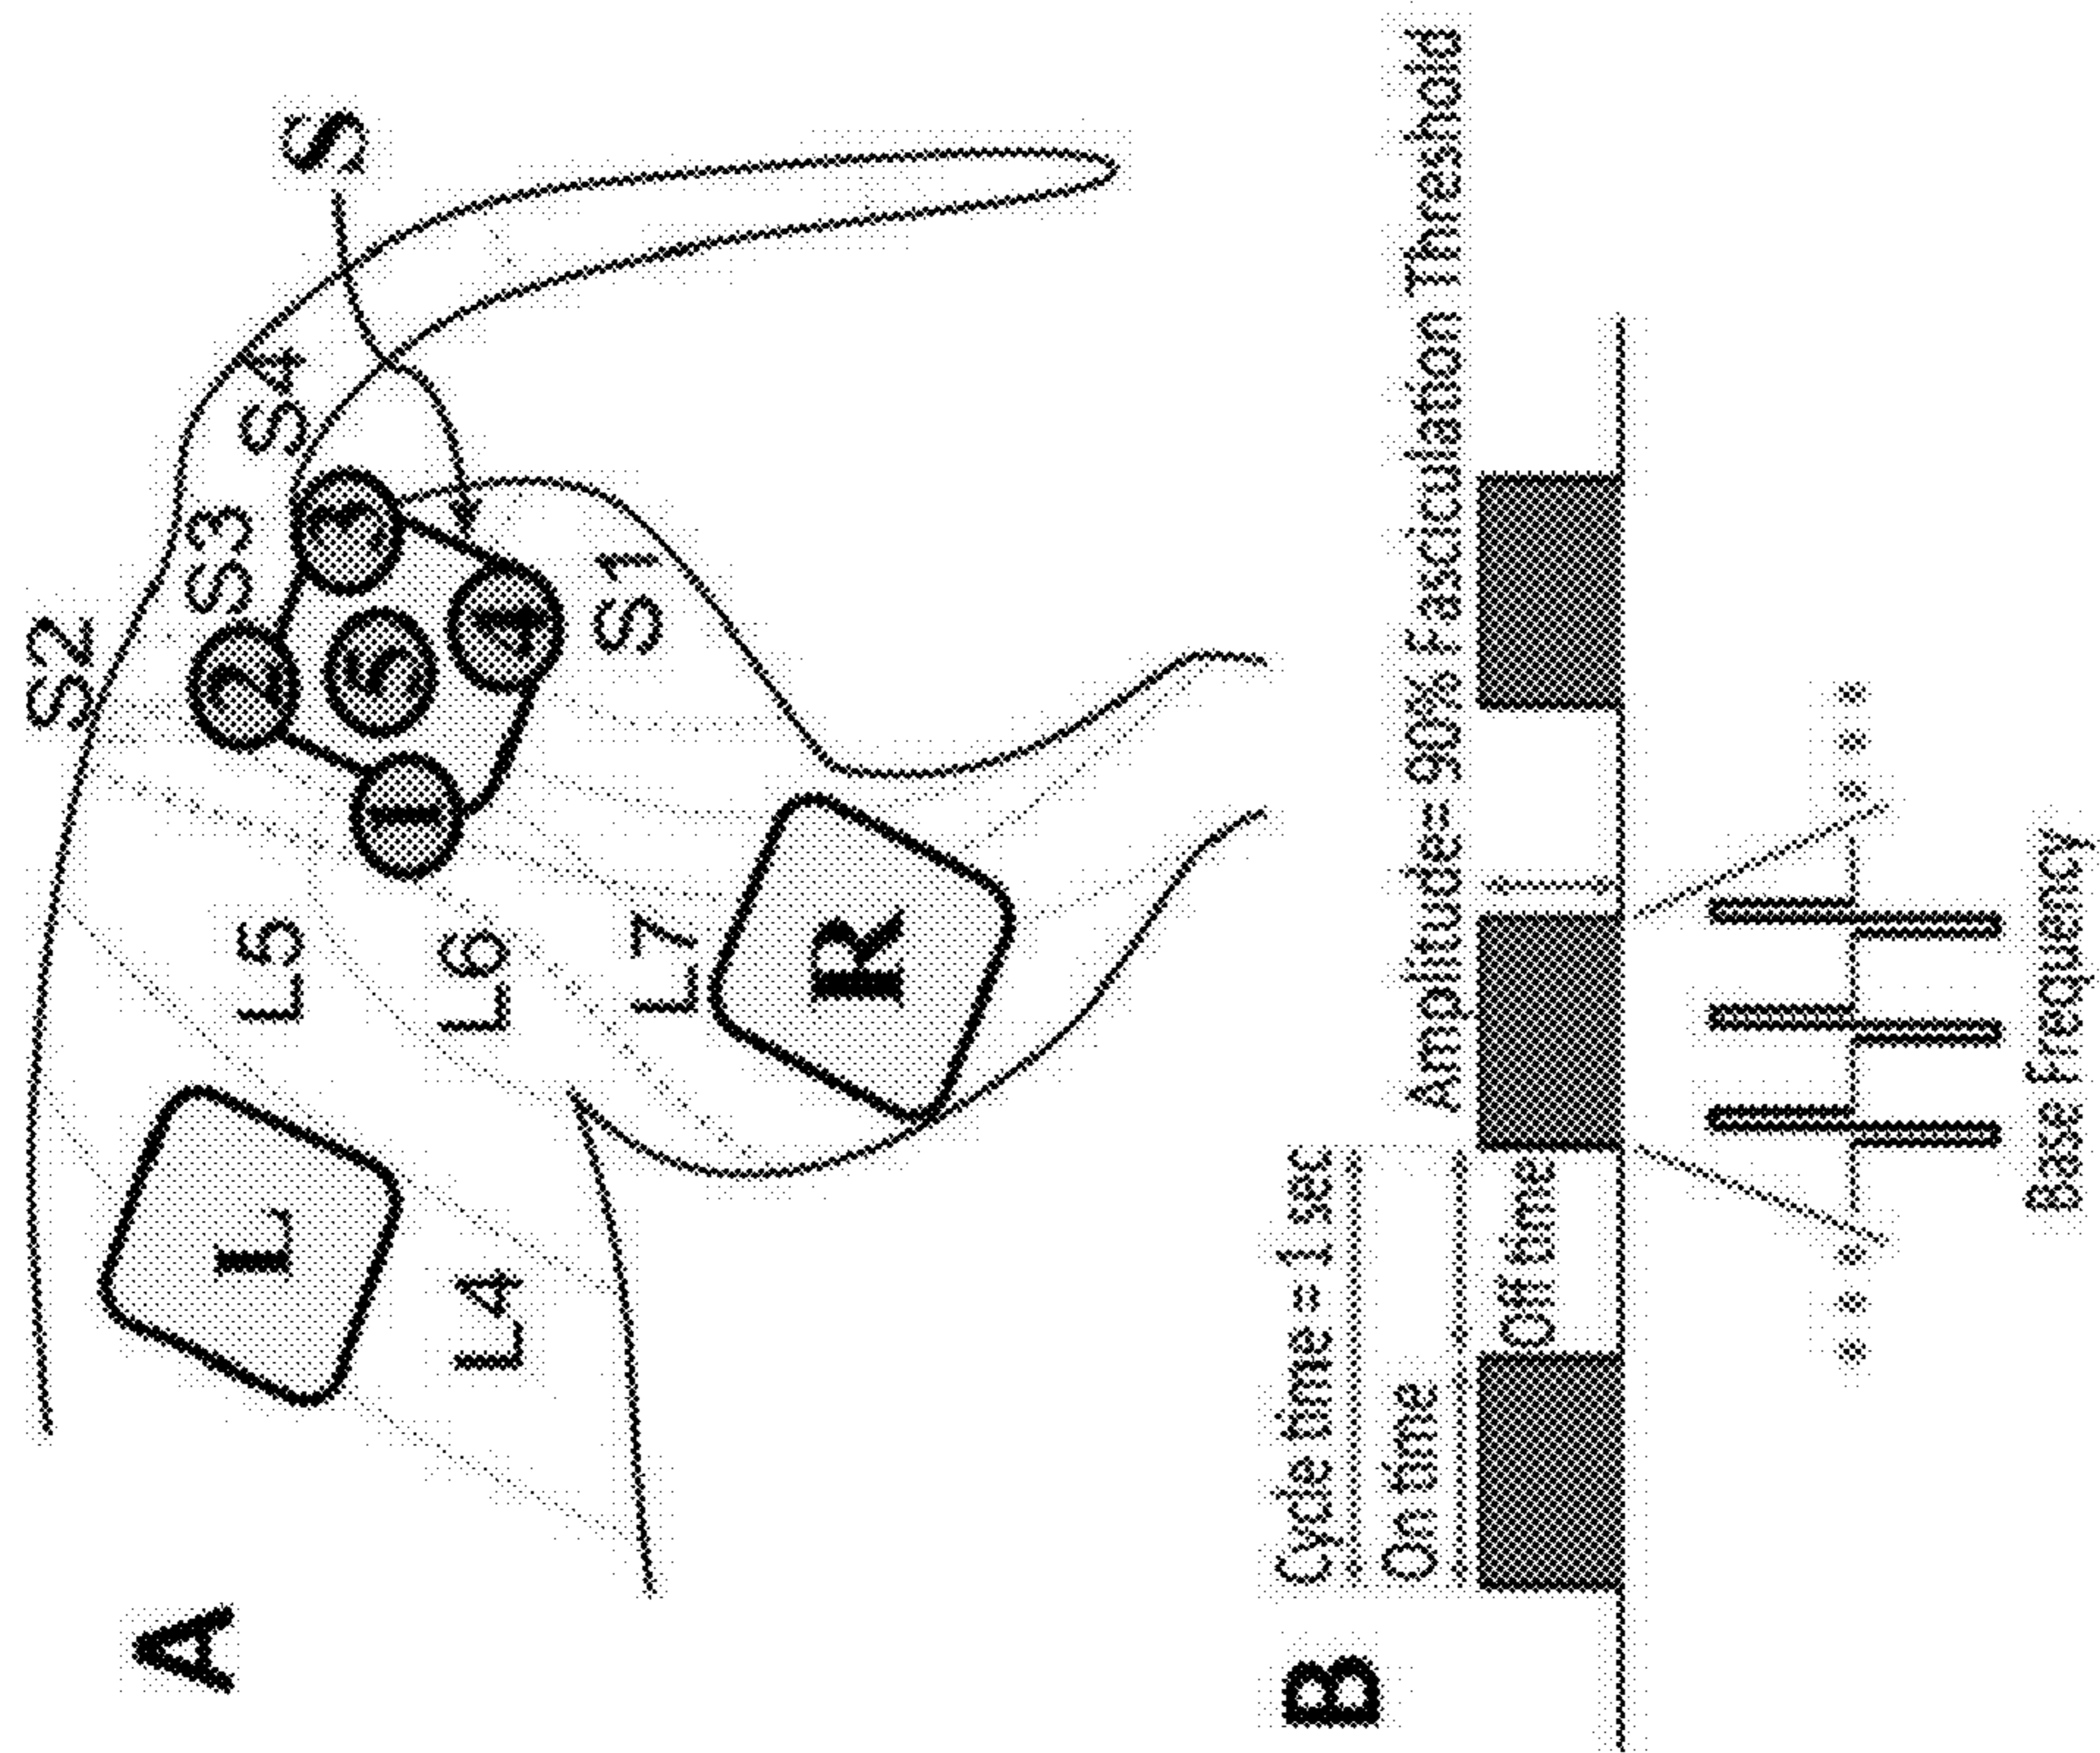 A
S2
S3
S4
S
2
3
5
1
4
L5
L
S1
L6
L4
L7
R
B
Cycle time = 1 sec
On time
Amplitude= 90% Fasciculation Threshold
Off time
Base Frequency